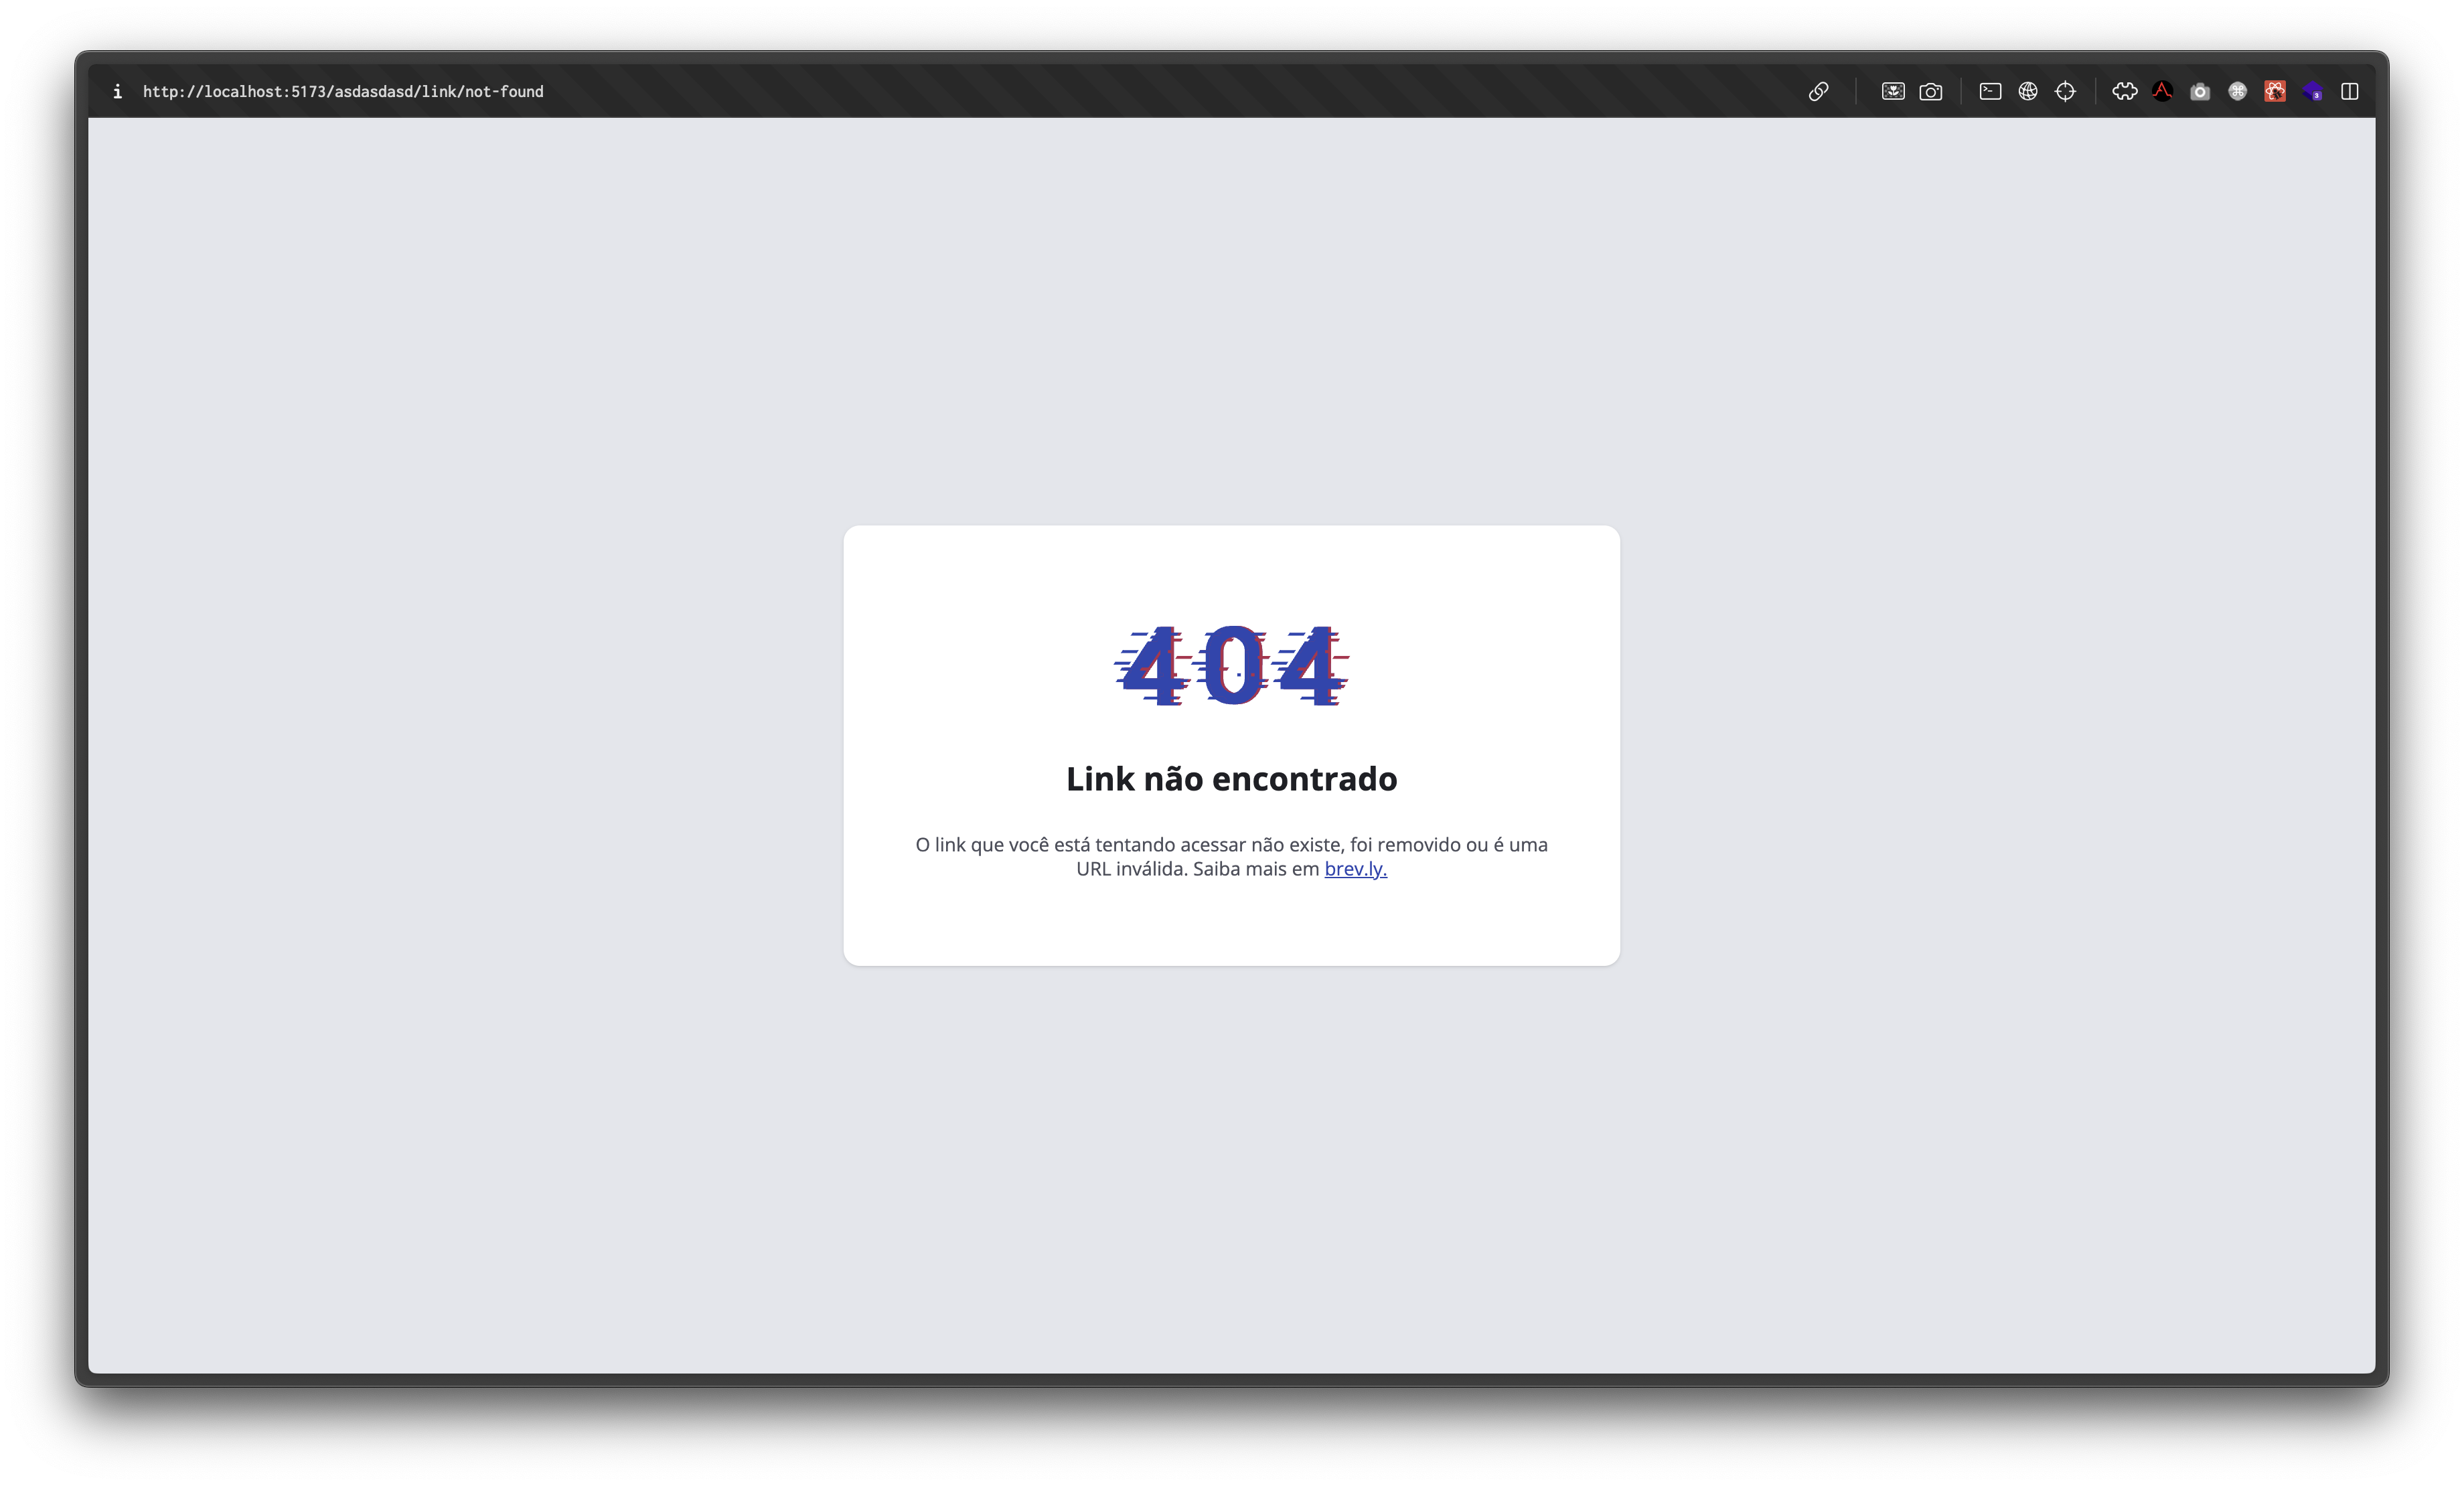 http://localhost:5173/asdasdasd/link/not-found
3
404
Link não encontrado
O link que você está tentando acessar não existe, foi removido ou é uma
URL inválida. Saiba mais em brev.ly.